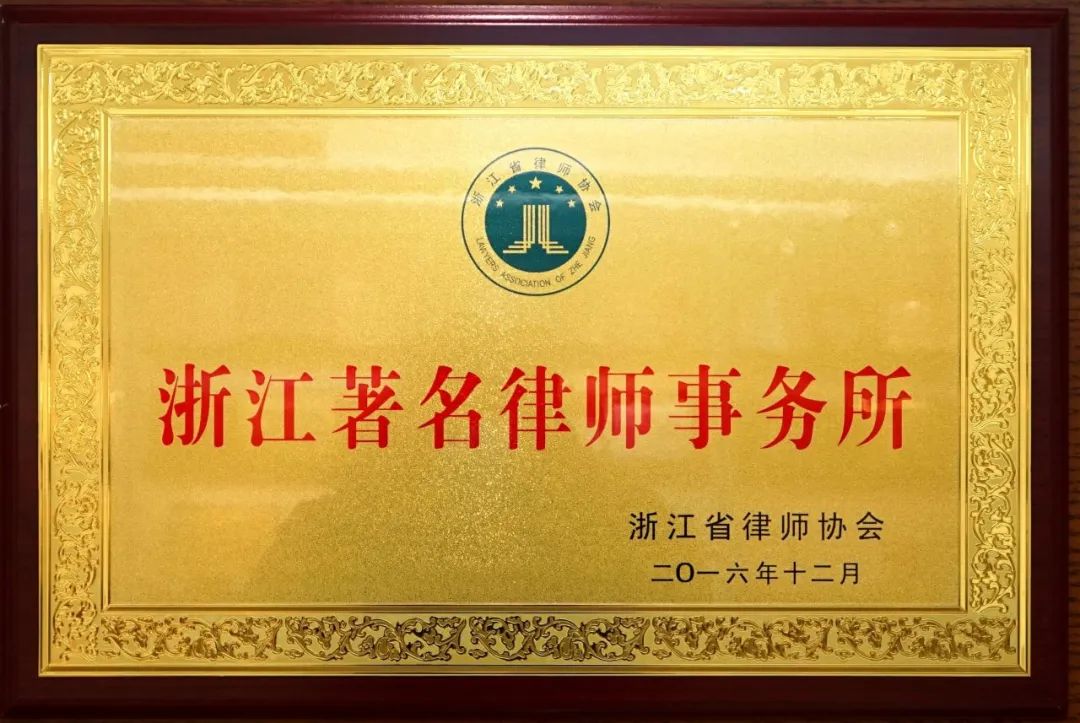 浙江省律师协会
LAWYERS ASSOCIATION OF ZHE JIANG
浙江著名律师事务所
浙江省律师协会
二〇一六年十二月